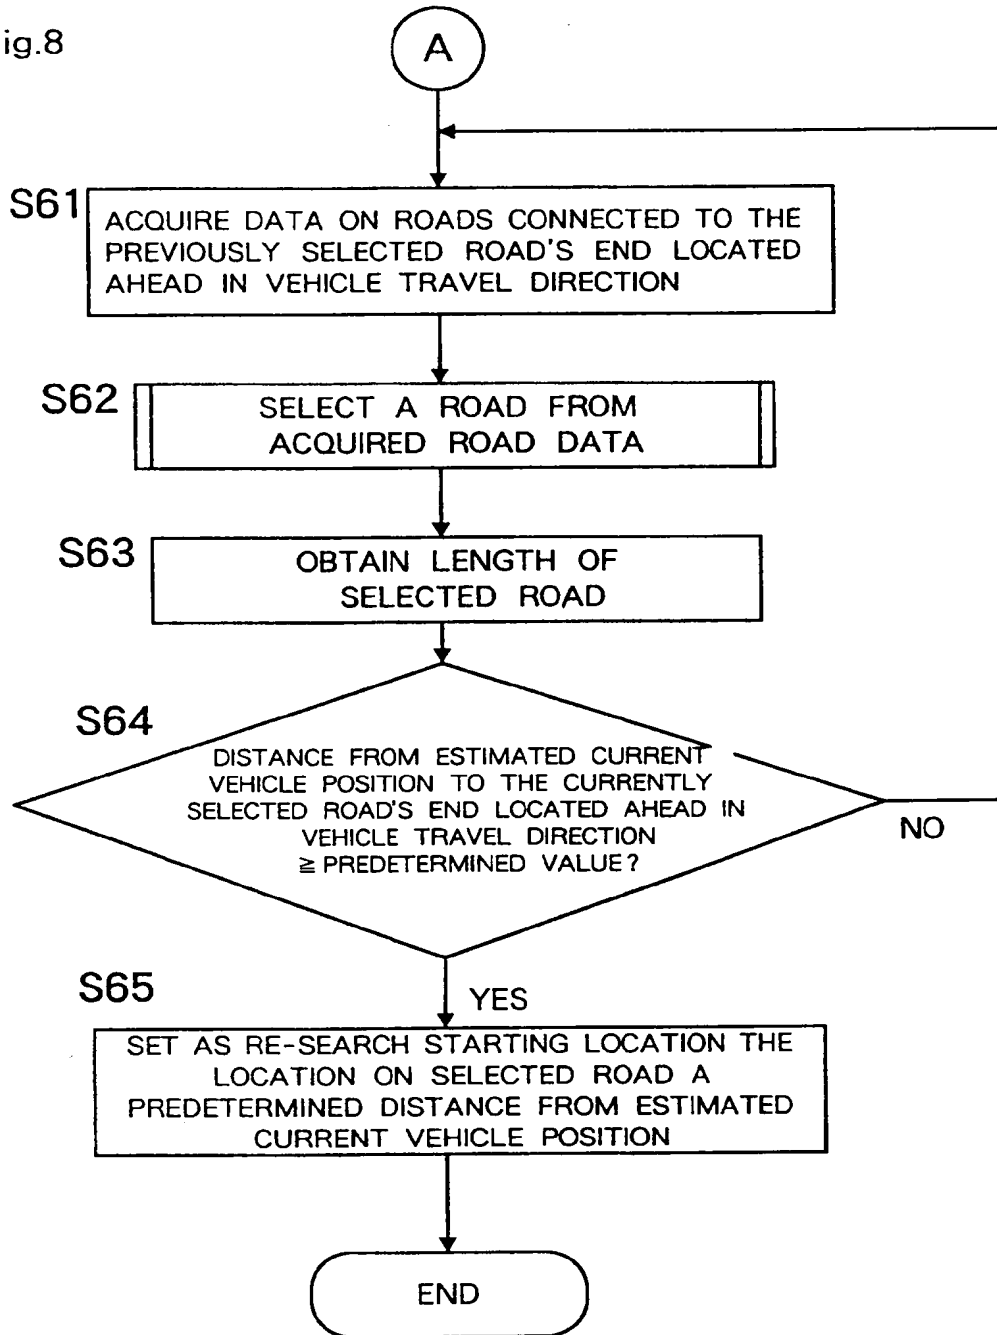 ig.8
A
S61
ACQUIRE DATA ON ROADS CONNECTED TO THE
PREVIOUSLY SELECTED ROAD'S END LOCATED
AHEAD IN VEHICLE TRAVEL DIRECTION
S62
SELECT A ROAD FROM
ACQUIRED ROAD DATA
S63
OBTAIN LENGTH OF
SELECTED ROAD
S64
DISTANCE FROM ESTIMATED CURRENT
VEHICLE POSITION TO THE CURRENTLY
SELECTED ROAD'S END LOCATED AHEAD IN
VEHICLE TRAVEL DIRECTION
≧ PREDETERMINED VALUE?
NO
YES
S65
SET AS RE-SEARCH STARTING LOCATION THE
LOCATION ON SELECTED ROAD A
PREDETERMINED DISTANCE FROM ESTIMATED
CURRENT VEHICLE POSITION
END